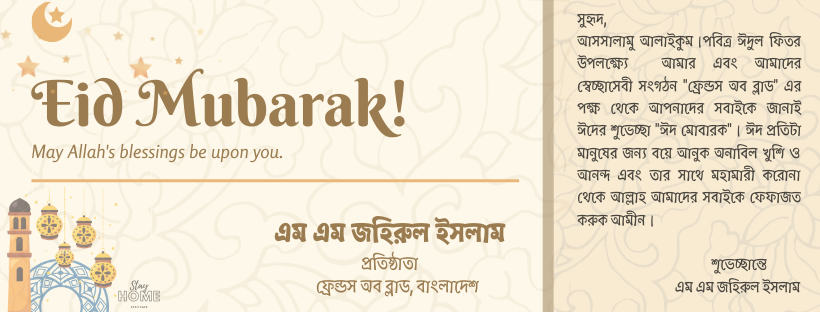 Eid Mubarak!
May Allah's blessings be upon you.
এম এম জহিরুল ইসলাম
প্রতিষ্ঠাতা
ফ্রেন্ডস অব ব্লাড, বাংলাদেশ
Stay
HOME
সুহৃদ,
আসসালামু আলাইকুম।পবিত্র ঈদুল ফিতর
উপলক্ষ্যে আমার এবং আমাদের
স্বেচ্ছাসেবী সংগঠন "ফ্রেন্ডস অব ব্লাড" এর
পক্ষ থেকে আপনাদের সবাইকে জানাই
ঈদের শুভেচ্ছা "ঈদ মোবারক"। ঈদ প্রতিটা
মানুষের জন্য বয়ে আনুক অনাবিল খুশি ও
আনন্দ এবং তার সাথে মহামারী করোনা
থেকে আল্লাহ আমাদের সবাইকে ফেফাজত
করুক আমীন।
শুভেচ্ছান্তে
এম এম জহিরুল ইসলাম